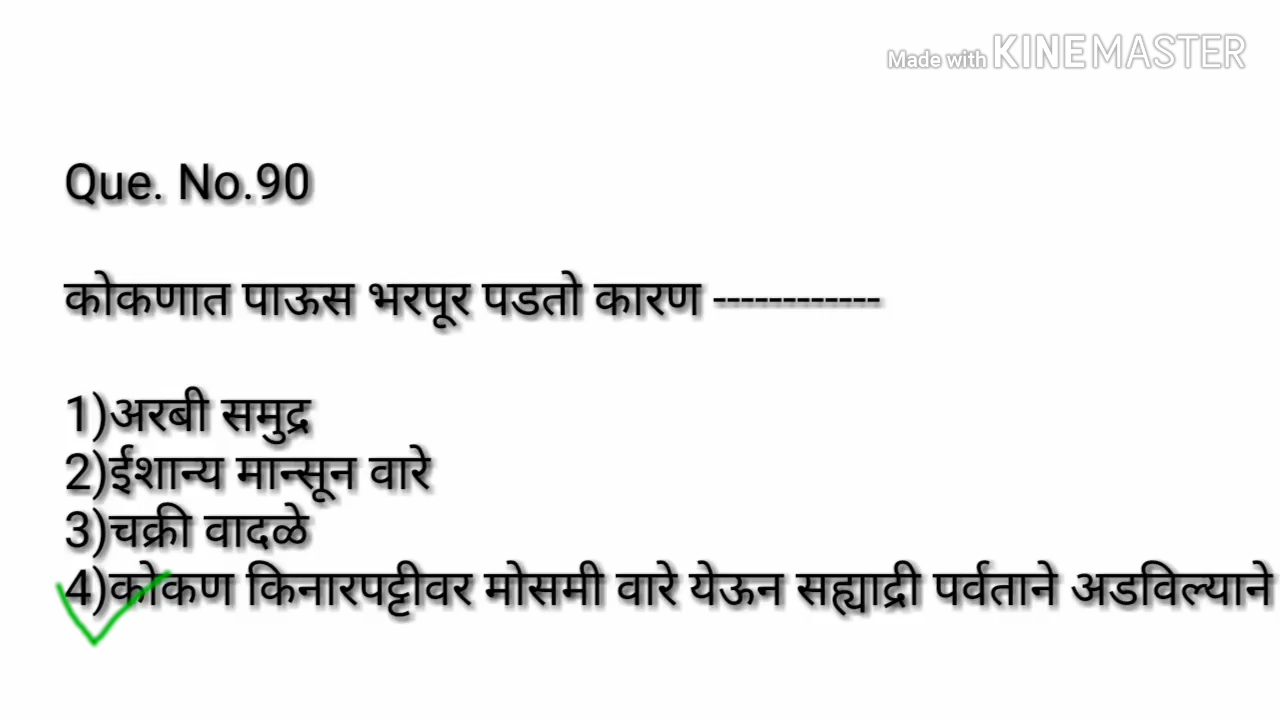 Made with KINEMASTER
Que. No.90
कोकणात पाऊस भरपूर पडतो कारण ------------
1)अरबी समुद्र
2)ईशान्य मान्सून वारे
3)चक्री वादळे
4)कोकण किनारपट्टीवर मोसमी वारे येऊन सह्याद्री पर्वताने अडविल्याने